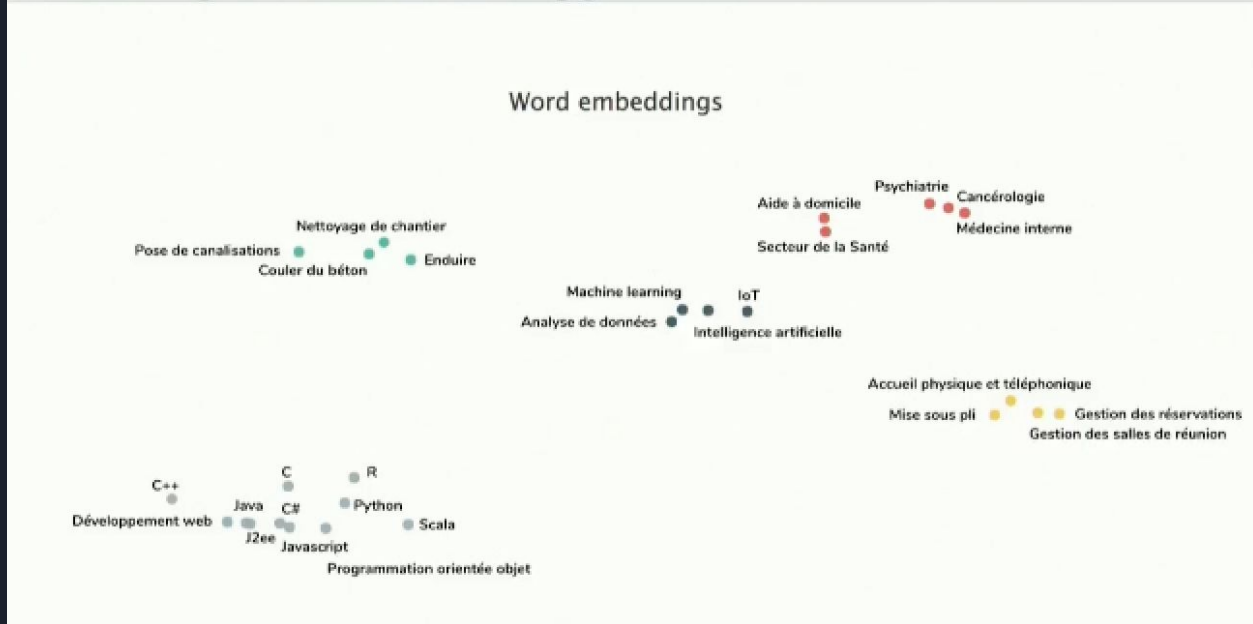 Word embeddings
Psychiatrie
Cancérologie
Aide à domicile
Médecine interne
Secteur de la Santé
Nettoyage de chantier
Pose de canalisations
Enduire
Couler du béton
Machine learning
IoT
Analyse de données
Intelligence artificielle
Accueil physique et téléphonique
Mise sous pli
Gestion des réservations
Gestion des salles de réunion
C
R
C++
Java
C#
Python
Développement web
Scala
J2ee
Javascript
Programmation orientée objet